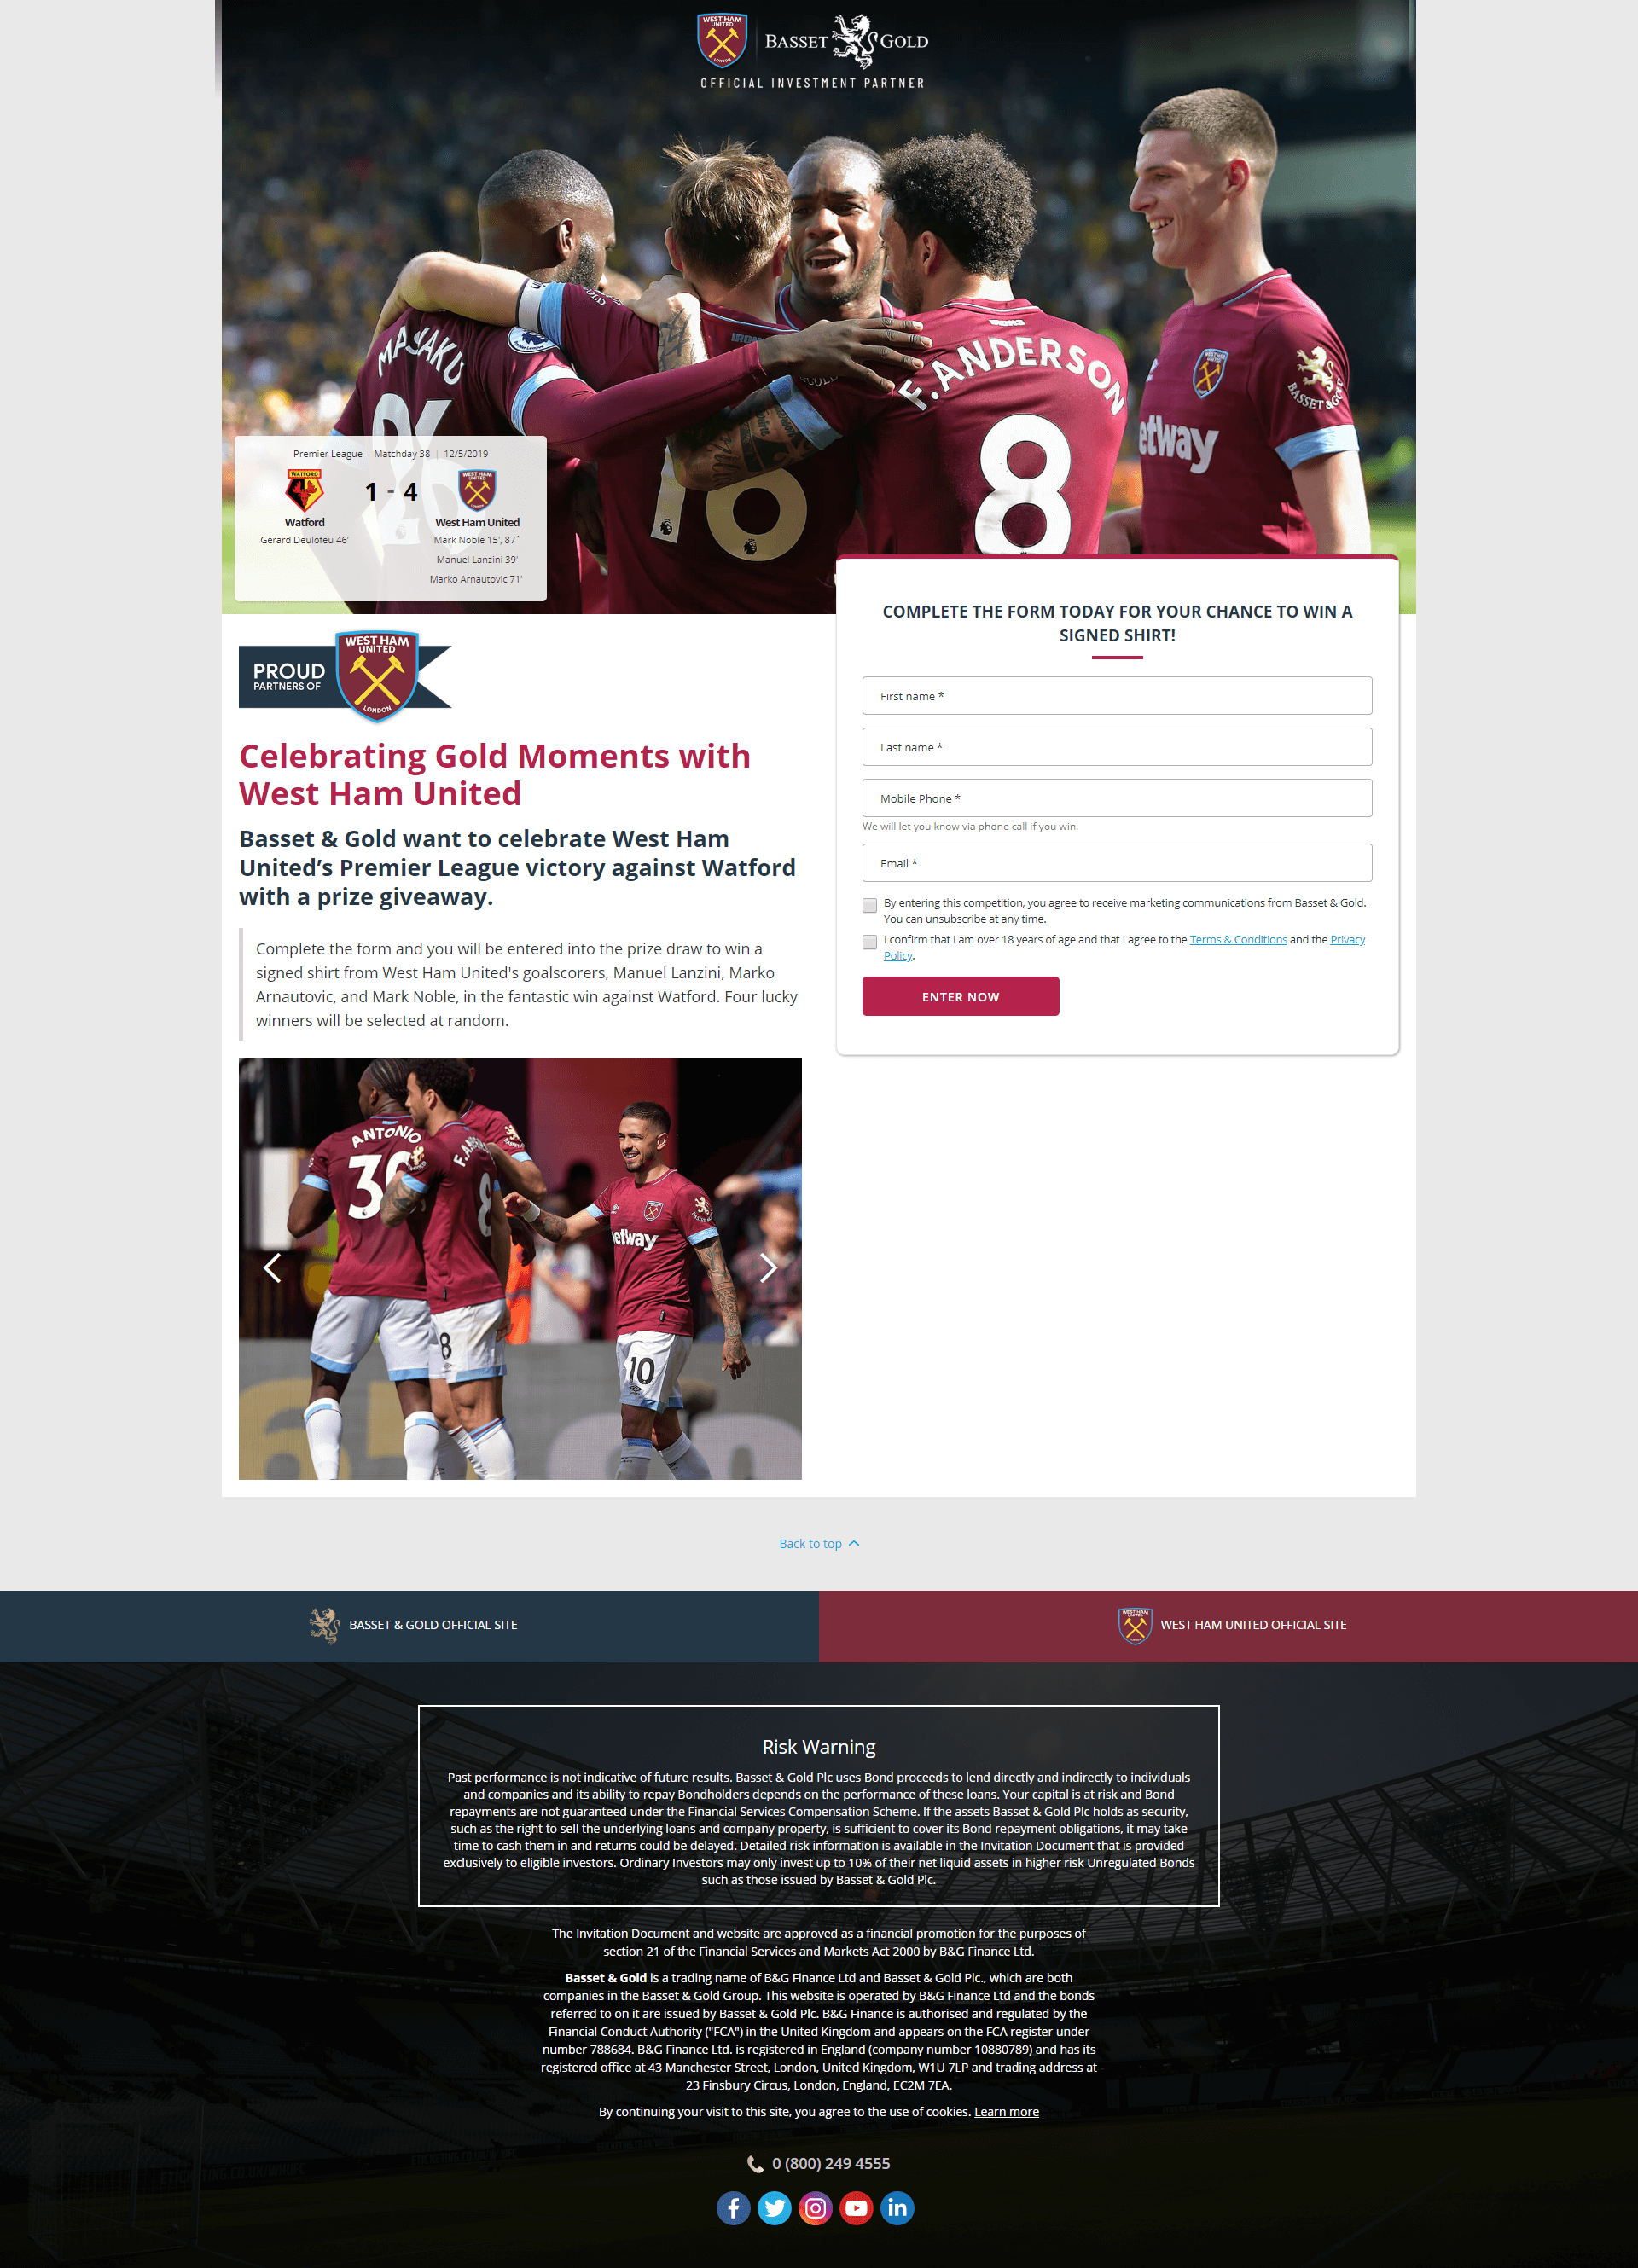 WEST HAM
UNITED
LONDON
BASSET GOLD
OFFICIAL INVESTMENT PARTNER
MASUAKU
26
F. ANDERSON
8
16
IRONS
etway
BASSET & GOLD
Premier League - Matchday 38 | 12/5/2019
WATFORD
1 - 4
WEST HAM
UNITED
Watford
West Ham United
Gerard Deulofeu 46'
Mark Noble 15', 87`
Manuel Lanzini 39'
Marko Arnautovic 71'
PROUD
PARTNERS OF
WEST HAM
UNITED
LONDON
Celebrating Gold Moments with
West Ham United
Basset & Gold want to celebrate West Ham
United’s Premier League victory against Watford
with a prize giveaway.
Complete the form and you will be entered into the prize draw to win a
signed shirt from West Ham United's goalscorers, Manuel Lanzini, Marko
Arnautovic, and Mark Noble, in the fantastic win against Watford. Four lucky
winners will be selected at random.
ANTONIO
30
F. AN
8
8
etway
10
COMPLETE THE FORM TODAY FOR YOUR CHANCE TO WIN A
SIGNED SHIRT!
First name *
Last name *
Mobile Phone *
We will let you know via phone call if you win.
Email *
By entering this competition, you agree to receive marketing communications from Basset & Gold.
You can unsubscribe at any time.
I confirm that I am over 18 years of age and that I agree to the Terms & Conditions and the Privacy
Policy.
ENTER NOW
Back to top
BASSET & GOLD OFFICIAL SITE
WEST HAM UNITED OFFICIAL SITE
Risk Warning
Past performance is not indicative of future results. Basset & Gold Plc uses Bond proceeds to lend directly and indirectly to individuals
and companies and its ability to repay Bondholders depends on the performance of these loans. Your capital is at risk and Bond
repayments are not guaranteed under the Financial Services Compensation Scheme. If the assets Basset & Gold Plc holds as security,
such as the right to sell the underlying loans and company property, is sufficient to cover its Bond repayment obligations, it may take
time to cash them in and returns could be delayed. Detailed risk information is available in the Invitation Document that is provided
exclusively to eligible investors. Ordinary Investors may only invest up to 10% of their net liquid assets in higher risk Unregulated Bonds
such as those issued by Basset & Gold Plc.
The Invitation Document and website are approved as a financial promotion for the purposes of
section 21 of the Financial Services and Markets Act 2000 by B&G Finance Ltd.
Basset & Gold is a trading name of B&G Finance Ltd and Basset & Gold Plc., which are both
companies in the Basset & Gold Group. This website is operated by B&G Finance Ltd and the bonds
referred to on it are issued by Basset & Gold Plc. B&G Finance is authorised and regulated by the
Financial Conduct Authority ("FCA") in the United Kingdom and appears on the FCA register under
number 788684. B&G Finance Ltd. is registered in England (company number 10880789) and has its
registered office at 43 Manchester Street, London, United Kingdom, W1U 7LP and trading address at
23 Finsbury Circus, London, England, EC2M 7EA.
By continuing your visit to this site, you agree to the use of cookies. Learn more
0 (800) 249 4555